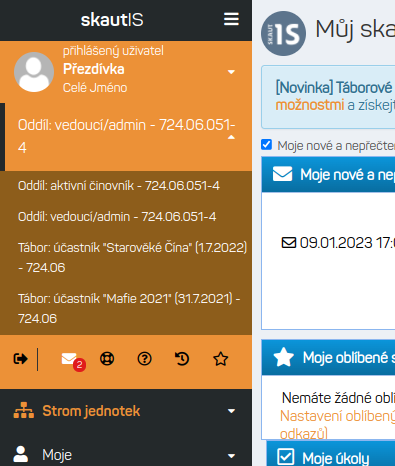 skautIS
přihlášený uživatel
Přezdívka
Celé Jméno
Oddíl: vedoucí/admin - 724.06.051-
4
Oddíl: aktivní činovník - 724.06.051-4
Oddíl: vedoucí/admin - 724.06.051-4
Tábor: účastník "Starověké Čína" (1.7.2022)
- 724.06
Tábor: účastník "Mafie 2021" (31.7.2021) -
724.06
2
Strom jednotek
Moje
SKAUT
IS
Můj ska
[Novinka] Táborové
možnostmi a získejt
Moje nové a nepřečte
Moje nové a nep
09.01.2023 17:0
Moje oblíbené s
Nemáte žádné obl
Nastavení oblíbený
odkazů)
Moje úkoly